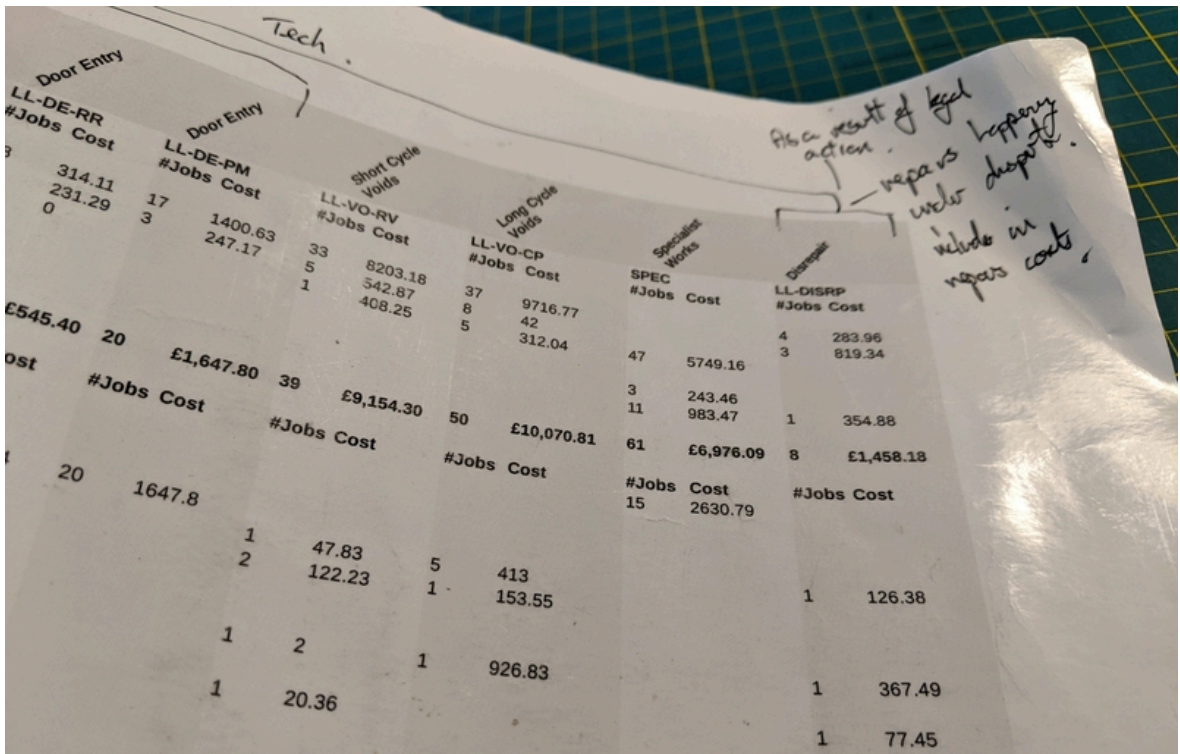 Tech.
As a result of legal
action.
repairs happening
under disrepair.
include in
repairs costs.
Door Entry Door Entry Short Cycle Voids Long Cycle Voids Specialist Works Disrepair
LL-DE-RR LL-DE-PM LL-VO-RV LL-VO-CP SPEC LL-DISRP
#Jobs Cost #Jobs Cost #Jobs Cost #Jobs Cost #Jobs Cost #Jobs Cost
3 314.11 17 1400.63 33 8203.18 37 9716.77 4 283.96
231.29 3 247.17 5 542.87 8 42 47 5749.16 3 819.34
0 1 408.25 5 312.04
3 243.46
11 983.47 1 354.88
£545.40 20 £1,647.80 39 £9,154.30 50 £10,070.81 61 £6,976.09 8 £1,458.18
ost #Jobs Cost #Jobs Cost #Jobs Cost #Jobs Cost #Jobs Cost
15 2630.79
20 1647.8
1 47.83 5 413
2 122.23 1 153.55 1 126.38
1 2 1 926.83 1 367.49
1 20.36 1 77.45